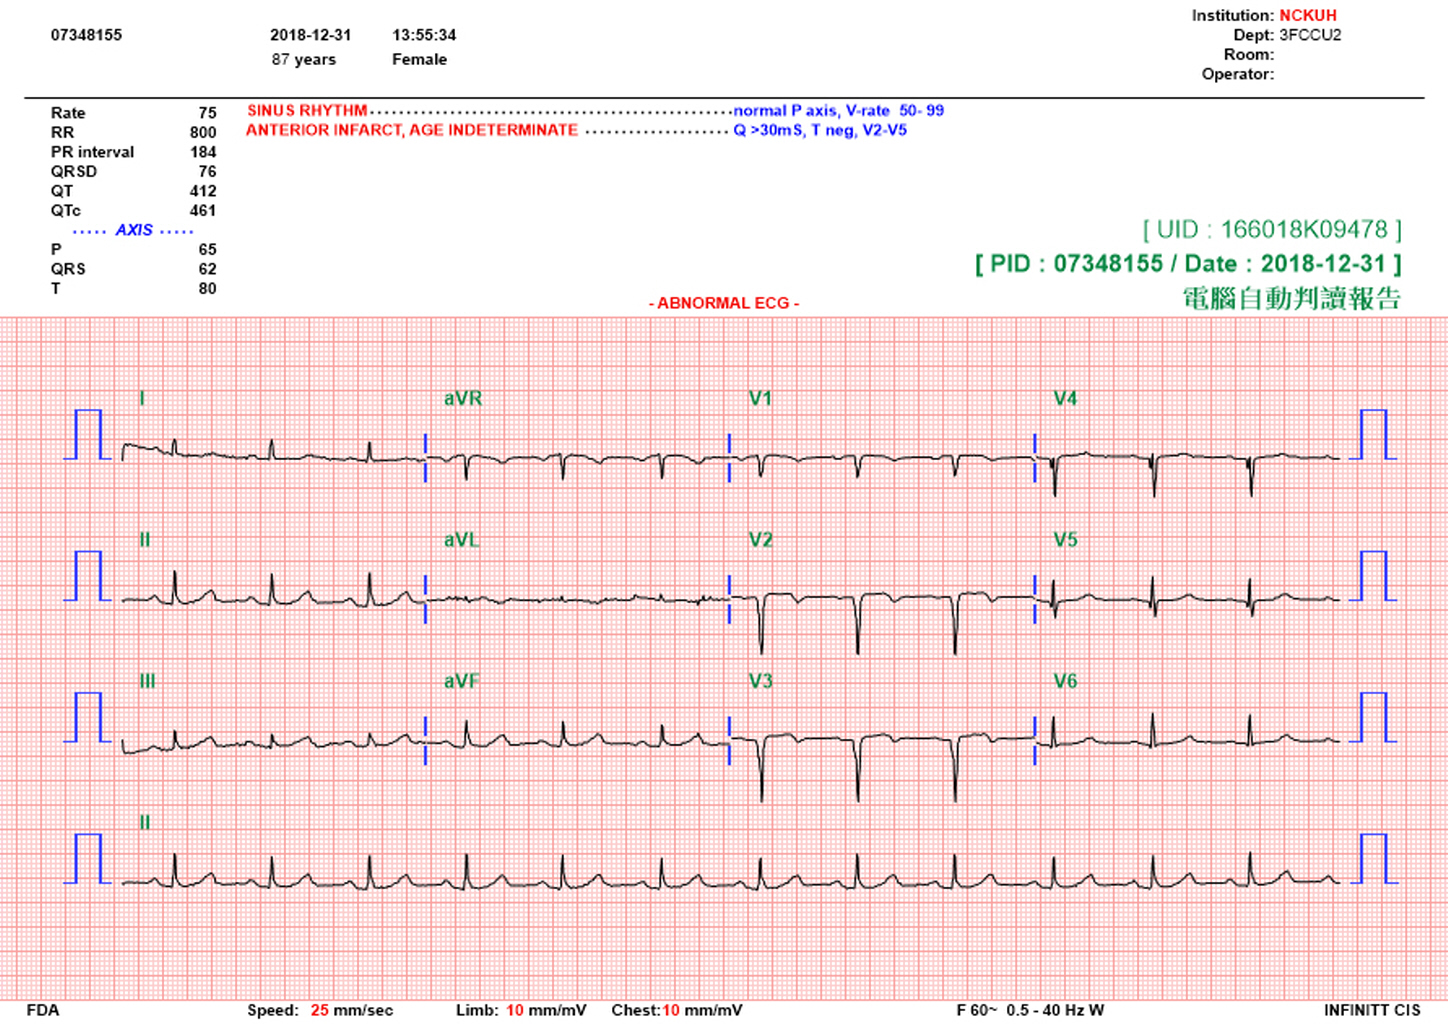 Institution: NCKUH
07348155 2018-12-31 13:55:34 Dept: 3FCCU2
87 years Female Room:
Operator:
Rate 75 SINUS RHYTHM normal P axis, V-rate 50- 99
RR 800 ANTERIOR INFARCT, AGE INDETERMINATE Q >30mS, T neg, V2-V5
PR interval 184
QRSD 76
QT 412
QTc 461
AXIS
P 65
QRS 62
T 80
[ UID : 166018K09478 ]
[ PID : 07348155 / Date : 2018-12-31 ]
電腦自動判讀報告
- ABNORMAL ECG -
I aVR V1 V4
II aVL V2 V5
III aVF V3 V6
II
FDA Speed: 25 mm/sec Limb: 10 mm/mV Chest:10 mm/mV F 60~ 0.5 - 40 Hz W INFINITT CIS